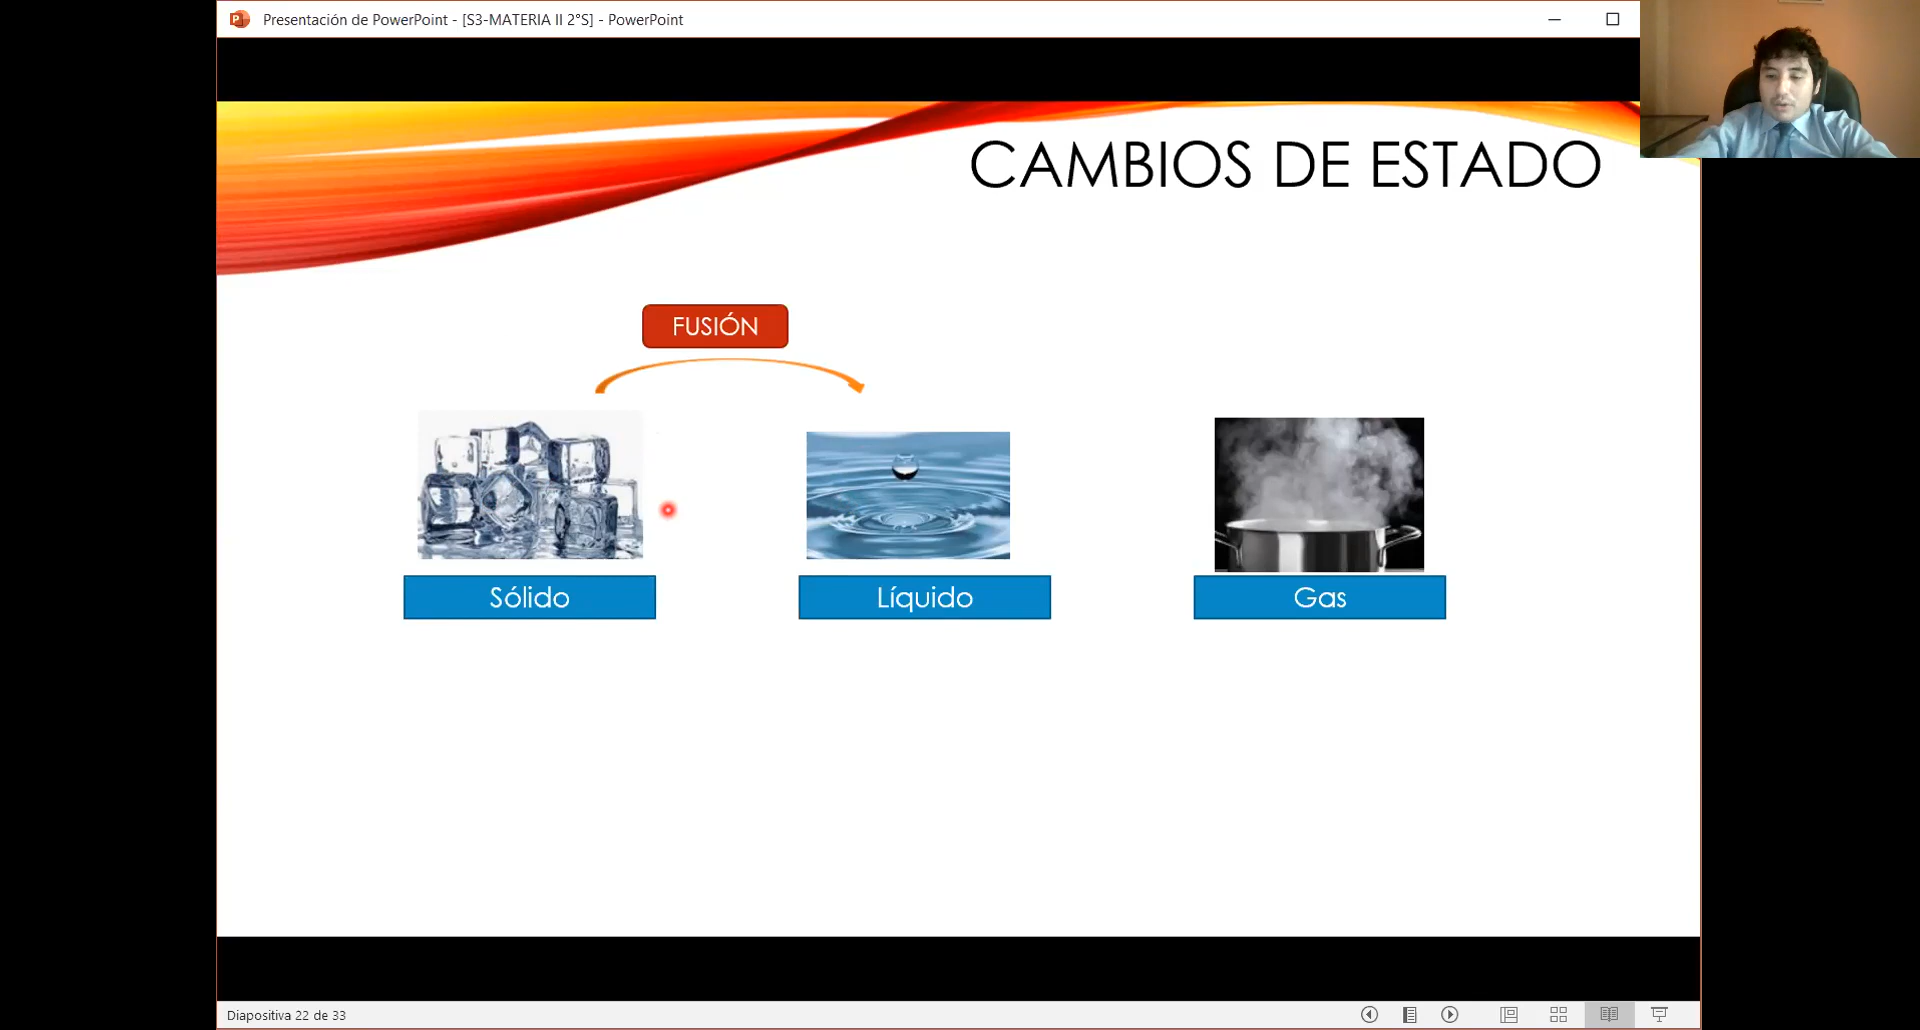 Presentación de PowerPoint - [S3-MATERIA II 2°S] - PowerPoint
CAMBIOS DE ESTADO
FUSIÓN
Sólido
Líquido
Gas
Diapositiva 22 de 33